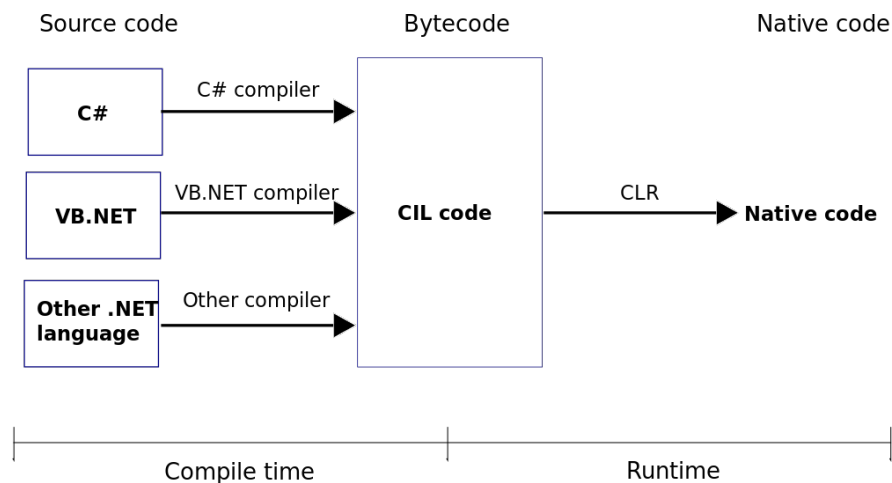 Source code
Bytecode
Native code
C#
C# compiler
VB.NET
VB.NET compiler
CIL code
CLR
Native code
Other .NET
language
Other compiler
Compile time
Runtime